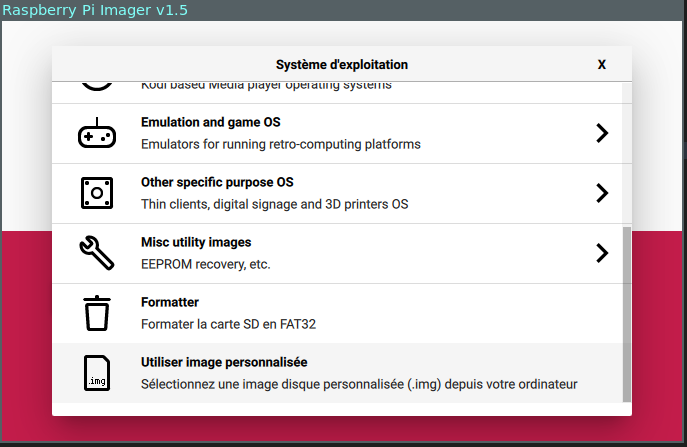 Raspberry Pi Imager v1.5
Système d'exploitation
X
Kodi based Media player operating systems
Emulation and game OS
Emulators for running retro-computing platforms
Other specific purpose OS
Thin clients, digital signage and 3D printers OS
Misc utility images
EEPROM recovery, etc.
Formatter
Formater la carte SD en FAT32
Utiliser image personnalisée
.img
Sélectionnez une image disque personnalisée (.img) depuis votre ordinateur